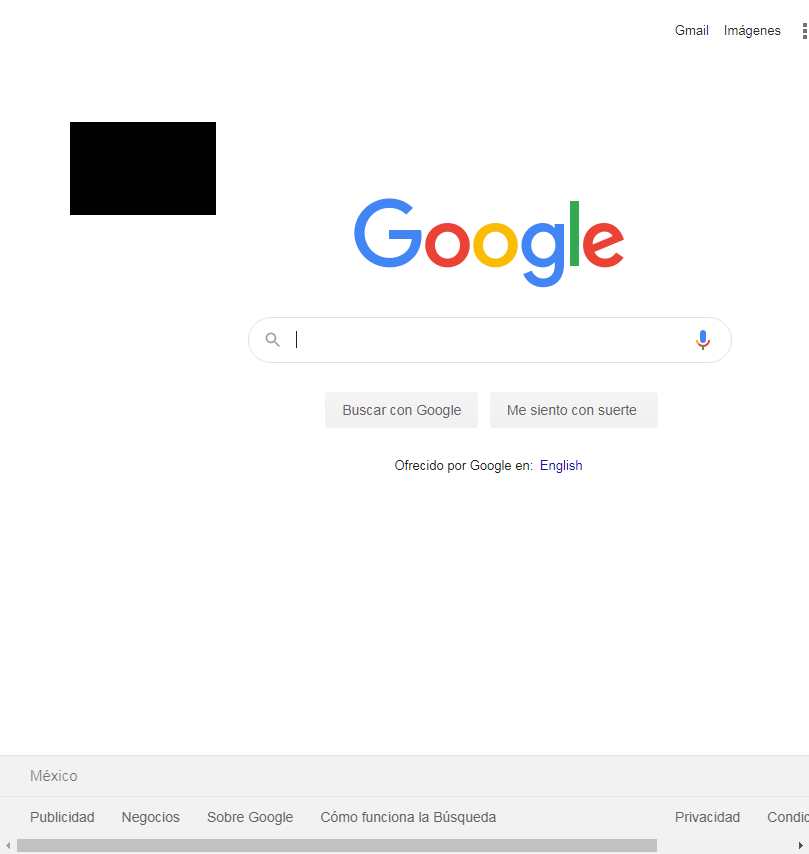 Gmail Imágenes
Google
Buscar con Google Me siento con suerte
Ofrecido por Google en: English
México
Publicidad Negocios Sobre Google Cómo funciona la Búsqueda Privacidad Condic